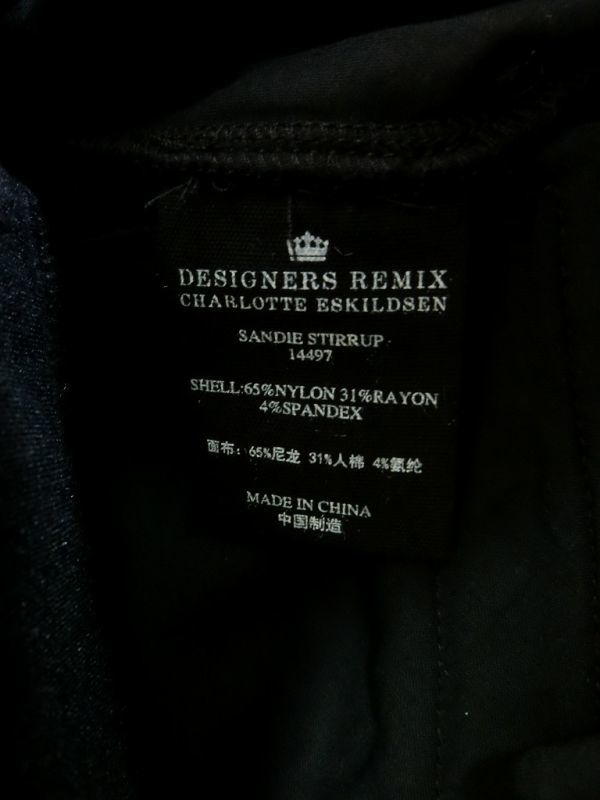 DESIGNERS REMIX
CHARLOTTE ESKILDSEN
SANDIE STIRRUP
14497
SHELL:65%NYLON 31%RAYON
4%SPANDEX
面布：65%尼龙 31%人棉 4%氨纶
MADE IN CHINA
中国制造